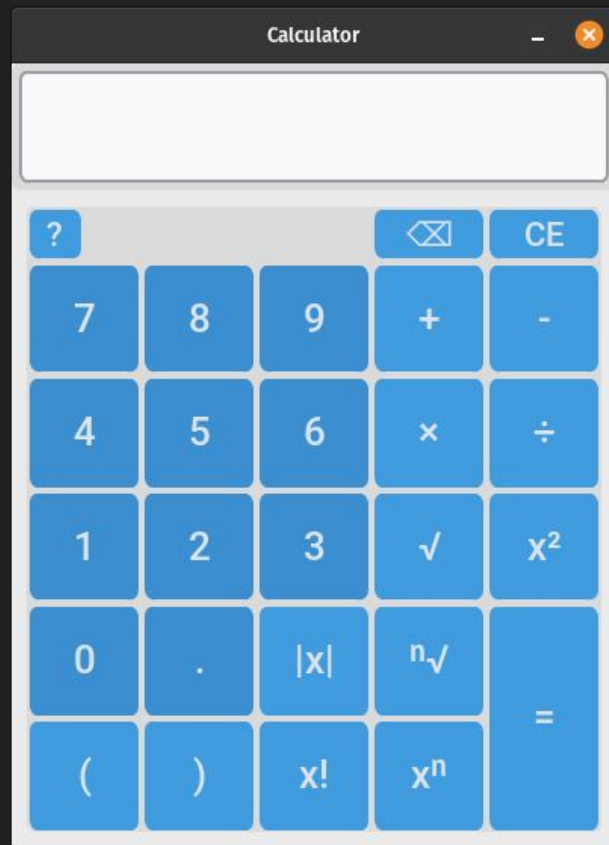 Calculator
? ⌫ CE
7 8 9 + -
4 5 6 × ÷
1 2 3 √ x²
0 . |x| ⁿ√ =
( ) x! xⁿ